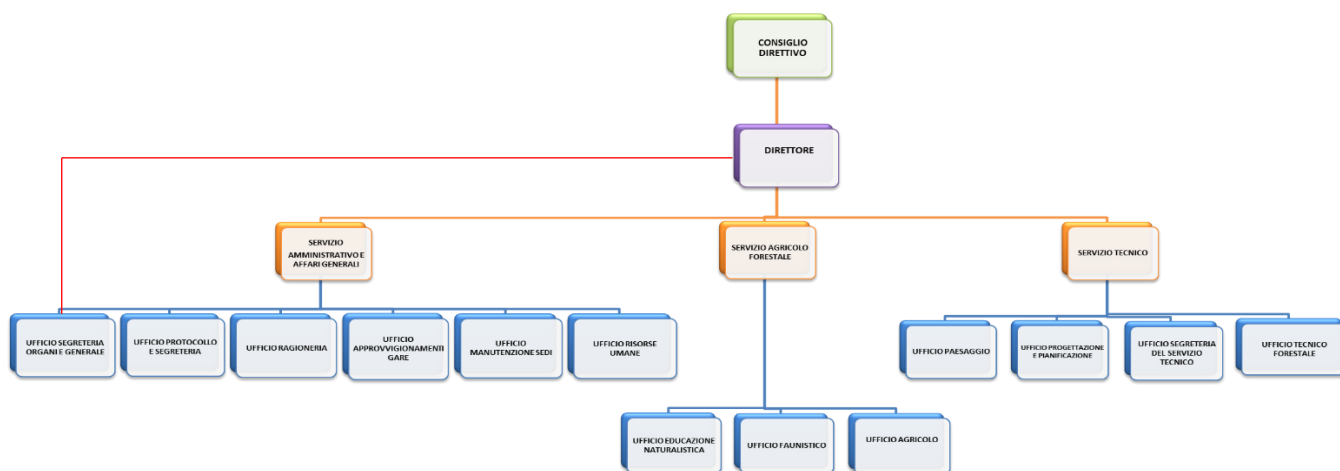 CONSIGLIO
DIRETTIVO
DIRETTORE
SERVIZIO
AMMINISTRATIVO E
AFFARI GENERALI
SERVIZIO AGRICOLO
FORESTALE
SERVIZIO TECNICO
UFFICIO SEGRETERIA
ORGANI E GENERALE
UFFICIO PROTOCOLLO
E SEGRETERIA
UFFICIO RAGIONERIA
UFFICIO
APPROVVIGIONAMENTI
GARE
UFFICIO
MANUTENZIONE SEDI
UFFICIO RISORSE
UMANE
UFFICIO PAESAGGIO
UFFICIO PROGETTAZIONE
E PIANIFICAZIONE
UFFICIO SEGRETERIA
DEL SERVIZIO
TECNICO
UFFICIO TECNICO
FORESTALE
UFFICIO EDUCAZIONE
NATURALISTICA
UFFICIO FAUNISTICO
UFFICIO AGRICOLO